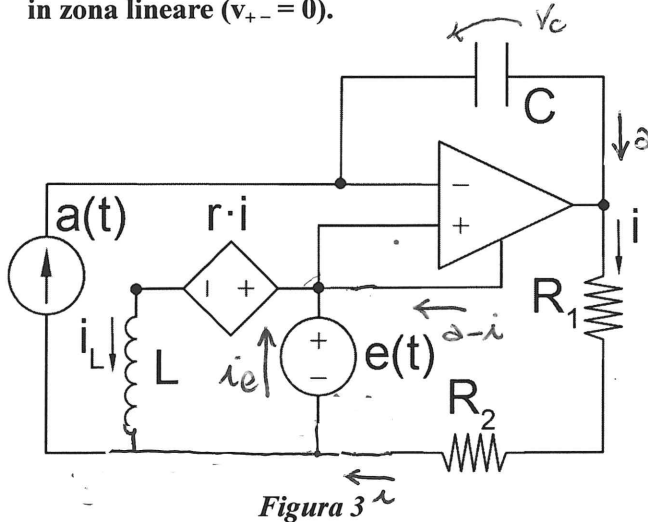 in zona lineare (v₊₋ = 0).
Vc
C
a
a(t)
r·i
−
+
i
− +
R₁
iL
L
a-i
ie
+
−
e(t)
R₂
i
Figura 3